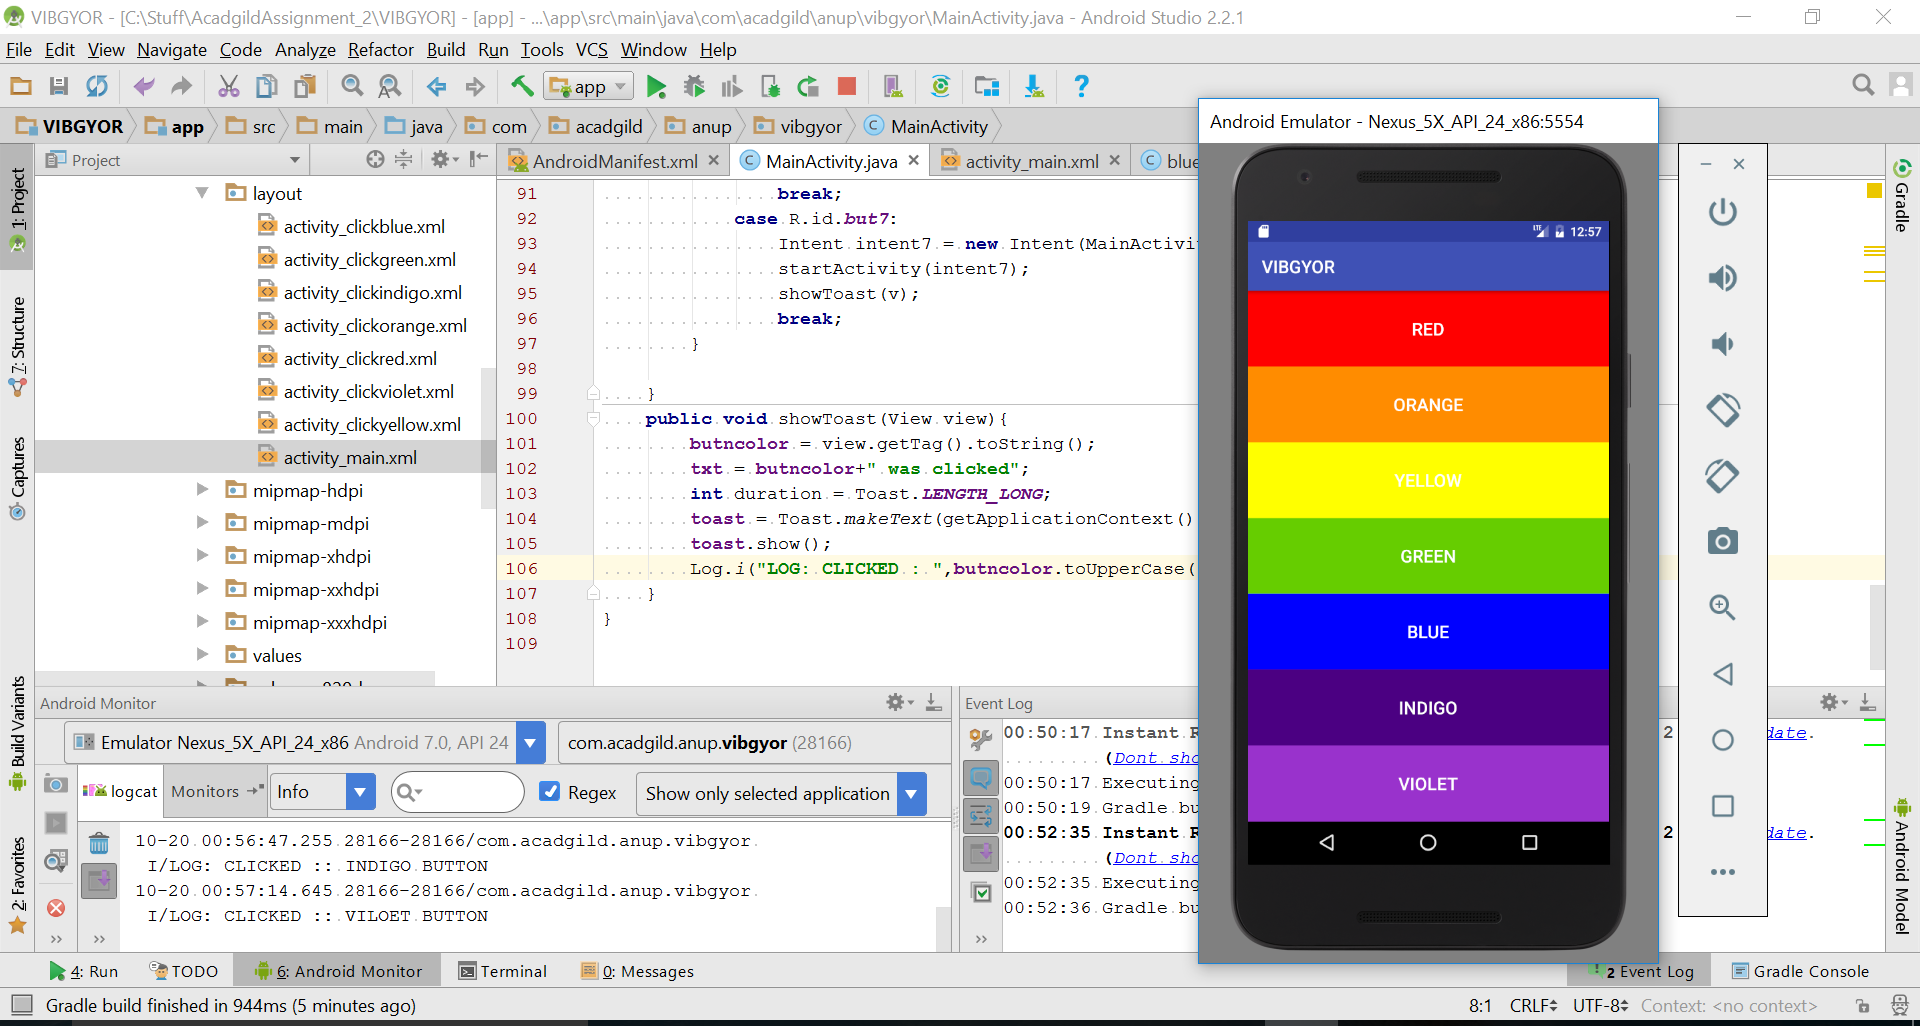 VIBGYOR - [C:\Stuff\AcadgildAssignment_2\VIBGYOR] - [app] - ...\app\src\main\java\com\acadgild\anup\vibgyor\MainActivity.java - Android Studio 2.2.1
File Edit View Navigate Code Analyze Refactor Build Run Tools VCS Window Help
app
VIBGYOR app src main java com acadgild anup vibgyor MainActivity
Project
AndroidManifest.xml MainActivity.java activity_main.xml blue
1: Project
7: Structure
Captures
Build Variants
2: Favorites
layout
activity_clickblue.xml
activity_clickgreen.xml
activity_clickindigo.xml
activity_clickorange.xml
activity_clickred.xml
activity_clickviolet.xml
activity_clickyellow.xml
activity_main.xml
mipmap-hdpi
mipmap-mdpi
mipmap-xhdpi
mipmap-xxhdpi
mipmap-xxxhdpi
values
91 break;
92 case R.id.but7:
93 Intent intent7 = new Intent(MainActivi
94 startActivity(intent7);
95 showToast(v);
96 break;
97 }
98
99 }
100 public void showToast(View view){
101 butncolor = view.getTag().toString();
102 txt = butncolor+" was clicked";
103 int duration = Toast.LENGTH_LONG;
104 toast = Toast.makeText(getApplicationContext()
105 toast.show();
106 Log.i("LOG: CLICKED : ",butncolor.toUpperCase(
107 }
108 }
109
Android Emulator - Nexus_5X_API_24_x86:5554
LTE 12:57
VIBGYOR
RED
ORANGE
YELLOW
GREEN
BLUE
INDIGO
VIOLET
Gradle
Android Model
Android Monitor
Emulator Nexus_5X_API_24_x86 Android 7.0, API 24
com.acadgild.anup.vibgyor (28166)
logcat Monitors Info Regex Show only selected application
10-20 00:56:47.255 28166-28166/com.acadgild.anup.vibgyor
I/LOG: CLICKED :: INDIGO BUTTON
10-20 00:57:14.645 28166-28166/com.acadgild.anup.vibgyor
I/LOG: CLICKED :: VILOET BUTTON
Event Log
00:50:17 Instant R 2 date.
(Dont sho
00:50:17 Executing
00:50:19 Gradle bu
00:52:35 Instant R 2 date.
(Dont sho
00:52:35 Executing
00:52:36 Gradle bu
4: Run TODO 6: Android Monitor Terminal 0: Messages 2 Event Log Gradle Console
Gradle build finished in 944ms (5 minutes ago) 8:1 CRLF UTF-8 Context: <no context>